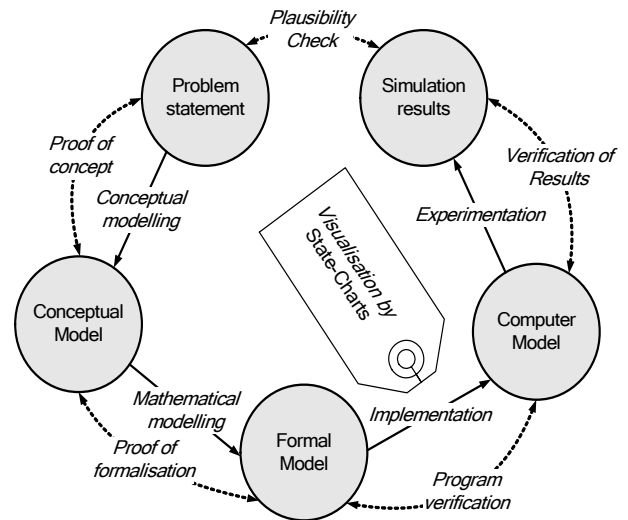 Plausibility
Check
Problem
statement
Simulation
results
Proof of
concept
Conceptual
modelling
Verification of
Results
Experimentation
Visualisation by
State-Charts
Conceptual
Model
Computer
Model
Mathematical
modelling
Implementation
Proof of
formalisation
Formal
Model
Program
verification